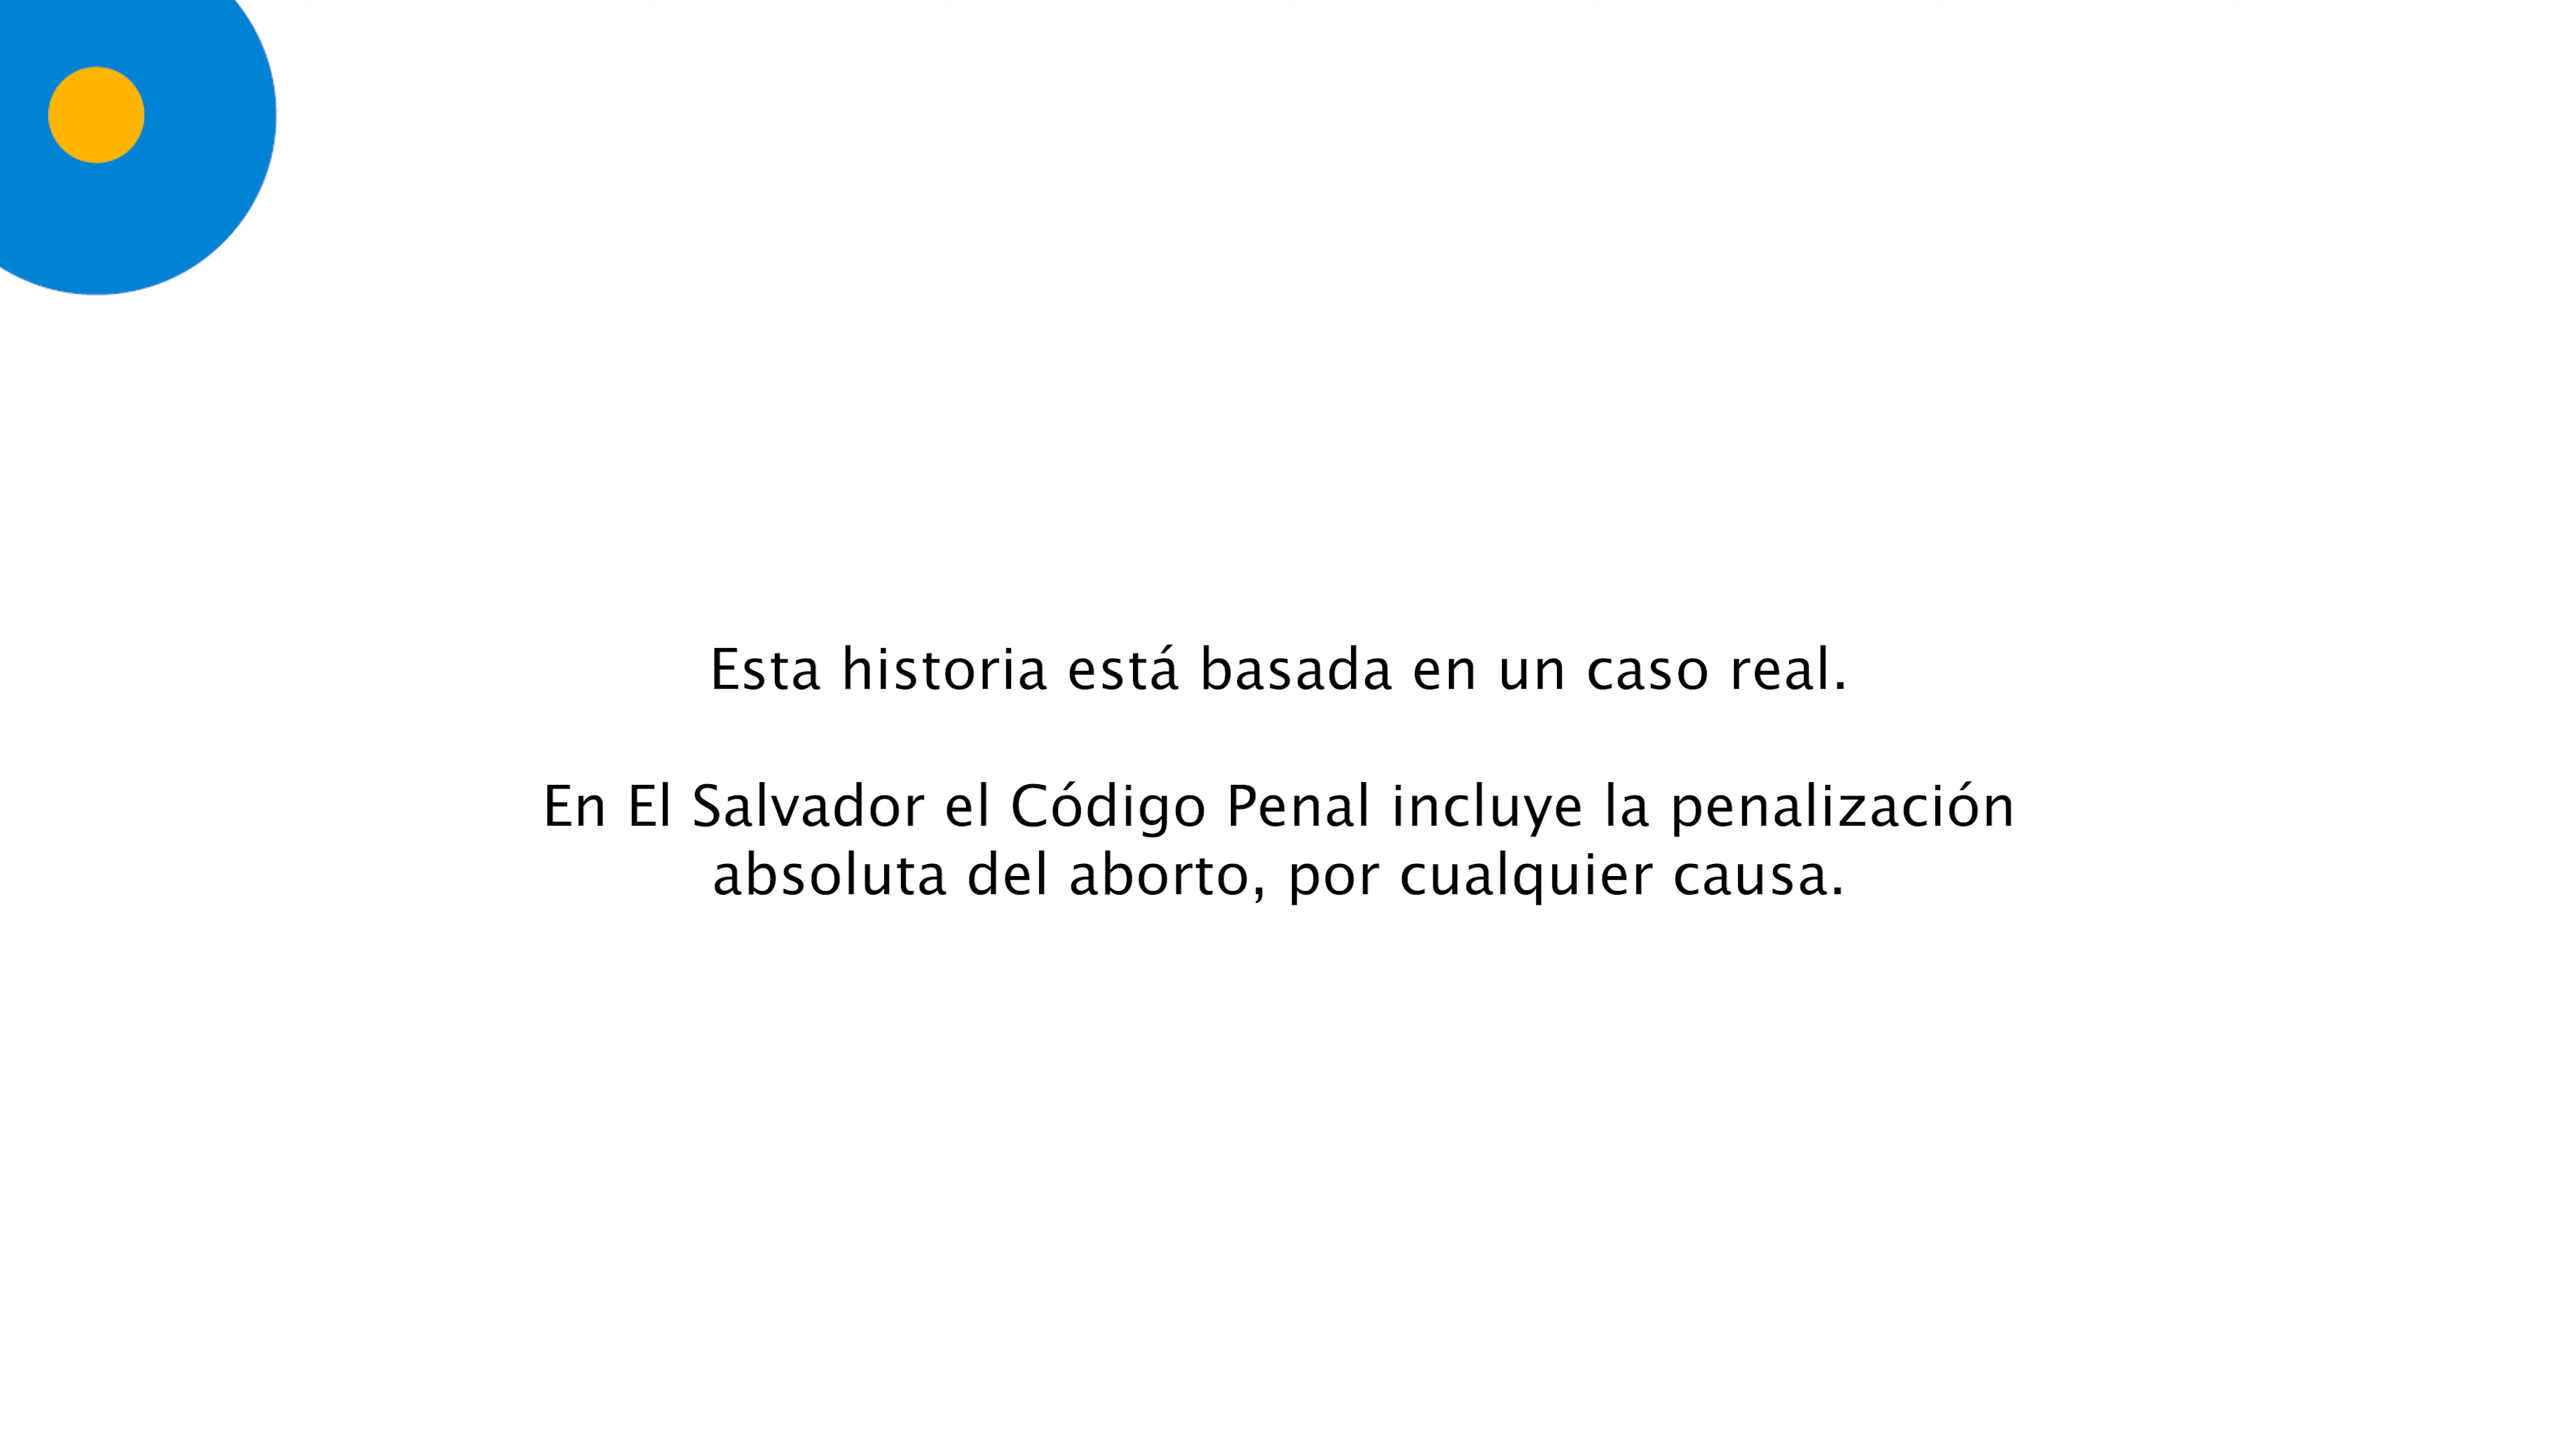 Esta historia está basada en un caso real.
En El Salvador el Código Penal incluye la penalización
absoluta del aborto, por cualquier causa.